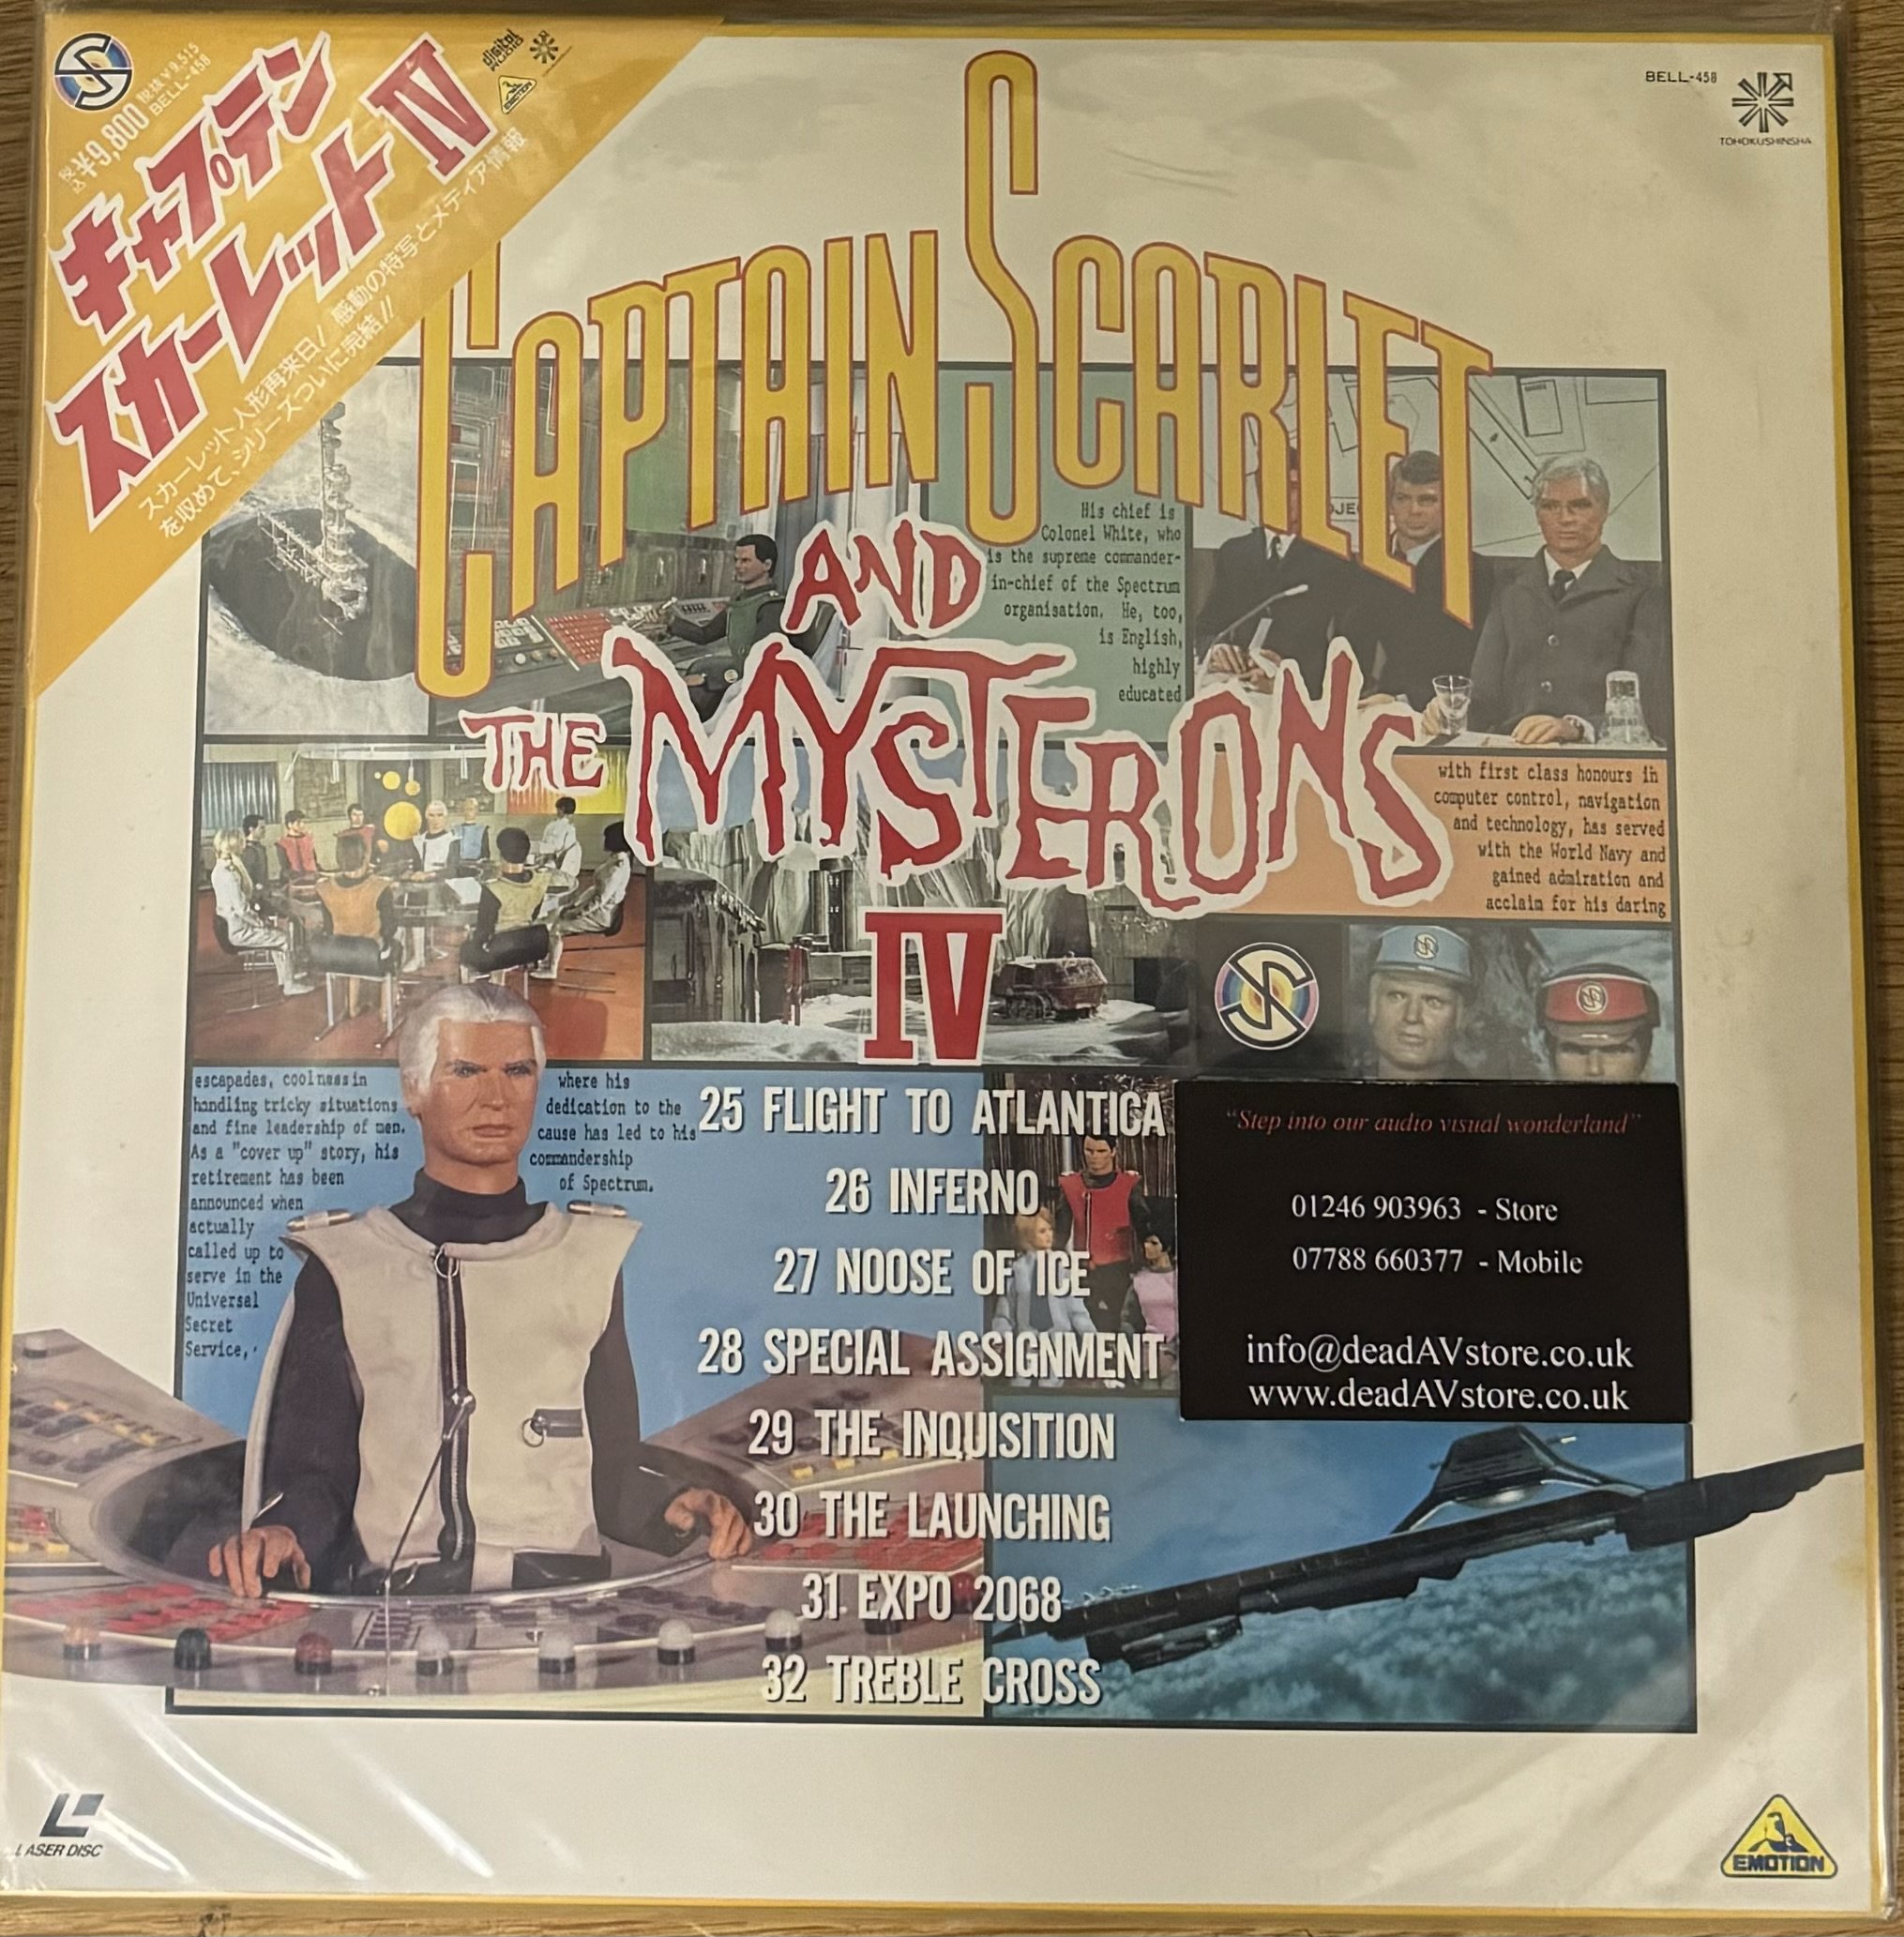 税込¥9,800 税抜¥9,515
BELL-458
キャプテン
スカーレットIV
digital AUDIO
EMOTION
スカーレット人形再来日! 感動の特写とメディア情報
を収めて、シリーズついに完結!!
BELL-458
TOHOKUSHINSHA
CAPTAIN SCARLET
AND
THE MYSTERONS
IV
His chief is
Colonel White, who
is the supreme commander-
in-chief of the Spectrum
organisation. He, too,
is English,
highly
educated
with first class honours in
computer control, navigation
and technology, has served
with the World Navy and
gained admiration and
acclaim for his daring
escapades, coolness in
handling tricky situations
and fine leadership of men.
As a "cover up" story, his
retirement has been
announced when
actually
called up to
serve in the
Universal
Secret
Service,
where his
dedication to the
cause has led to his
commandership
of Spectrum.
25 FLIGHT TO ATLANTICA
26 INFERNO
27 NOOSE OF ICE
28 SPECIAL ASSIGNMENT
29 THE INQUISITION
30 THE LAUNCHING
31. EXPO 2068
32 TREBLE CROSS
"Step into our audio visual wonderland"
01246 903963 - Store
07788 660377 - Mobile
info@deadAVstore.co.uk
www.deadAVstore.co.uk
LASER DISC
EMOTION